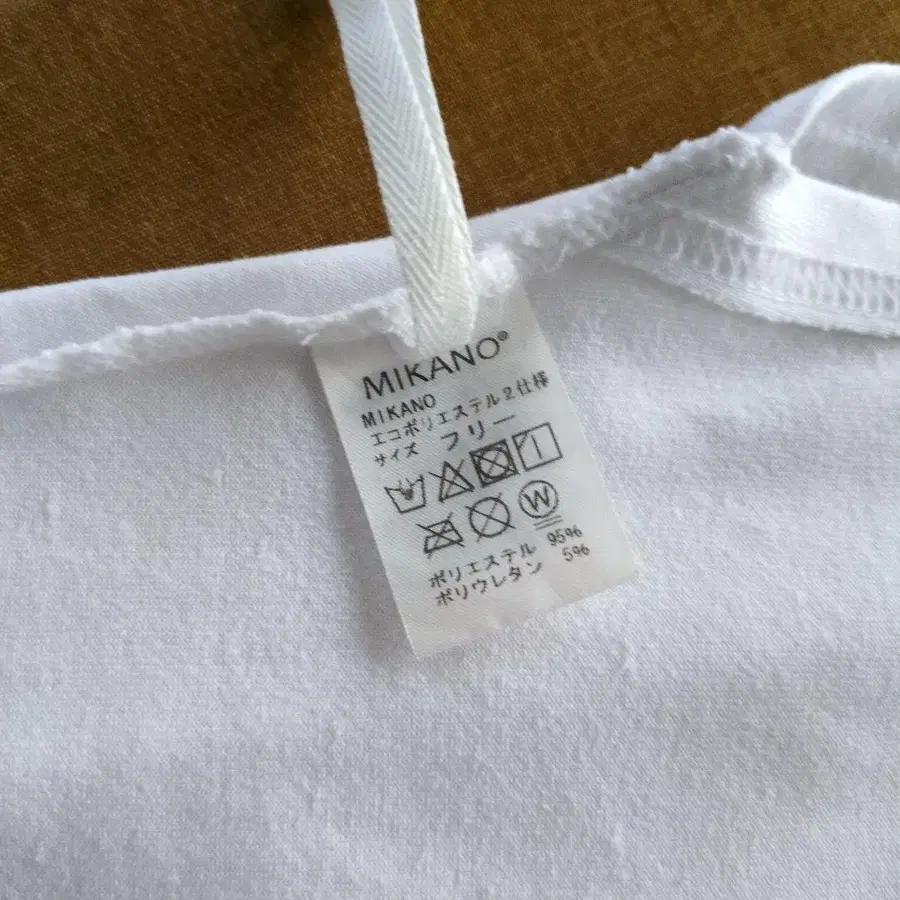 MIKANO®
MIKANO
エコポリエステル2仕様
サイズ フリー
W
ポリエステル 95%
ポリウレタン 5%